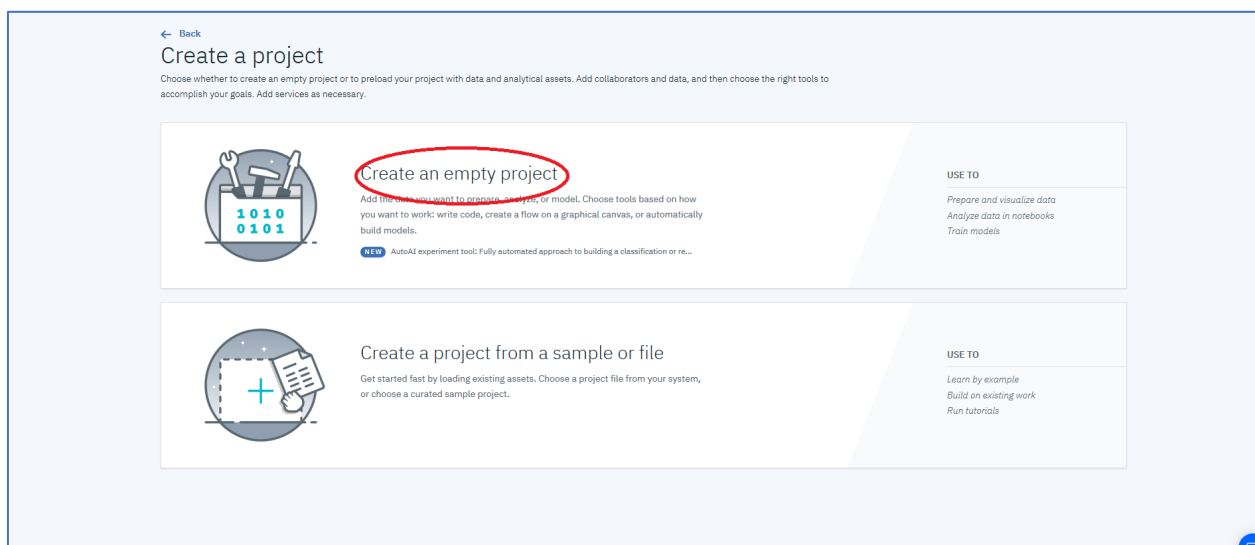 ← Back
Create a project
Choose whether to create an empty project or to preload your project with data and analytical assets. Add collaborators and data, and then choose the right tools to
accomplish your goals. Add services as necessary.
1010
0101
Create an empty project
Add the data you want to prepare, analyze, or model. Choose tools based on how
you want to work: write code, create a flow on a graphical canvas, or automatically
build models.
NEW AutoAI experiment tool: Fully automated approach to building a classification or re...
USE TO
Prepare and visualize data
Analyze data in notebooks
Train models
Create a project from a sample or file
Get started fast by loading existing assets. Choose a project file from your system,
or choose a curated sample project.
USE TO
Learn by example
Build on existing work
Run tutorials